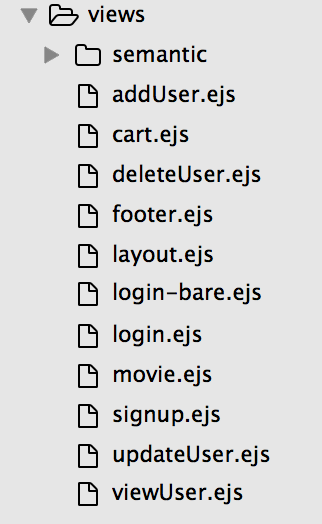 views
semantic
addUser.ejs
cart.ejs
deleteUser.ejs
footer.ejs
layout.ejs
login-bare.ejs
login.ejs
movie.ejs
signup.ejs
updateUser.ejs
viewUser.ejs